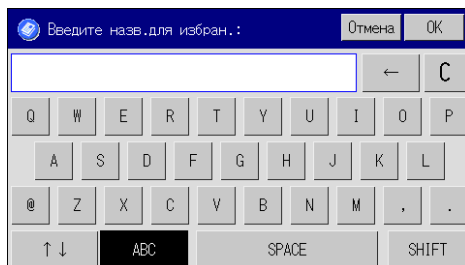 Введите назв.для избран.: Отмена OK
← C
Q W E R T Y U I O P
A S D F G H J K L
@ Z X C V B N M , .
↑↓ ABC SPACE SHIFT